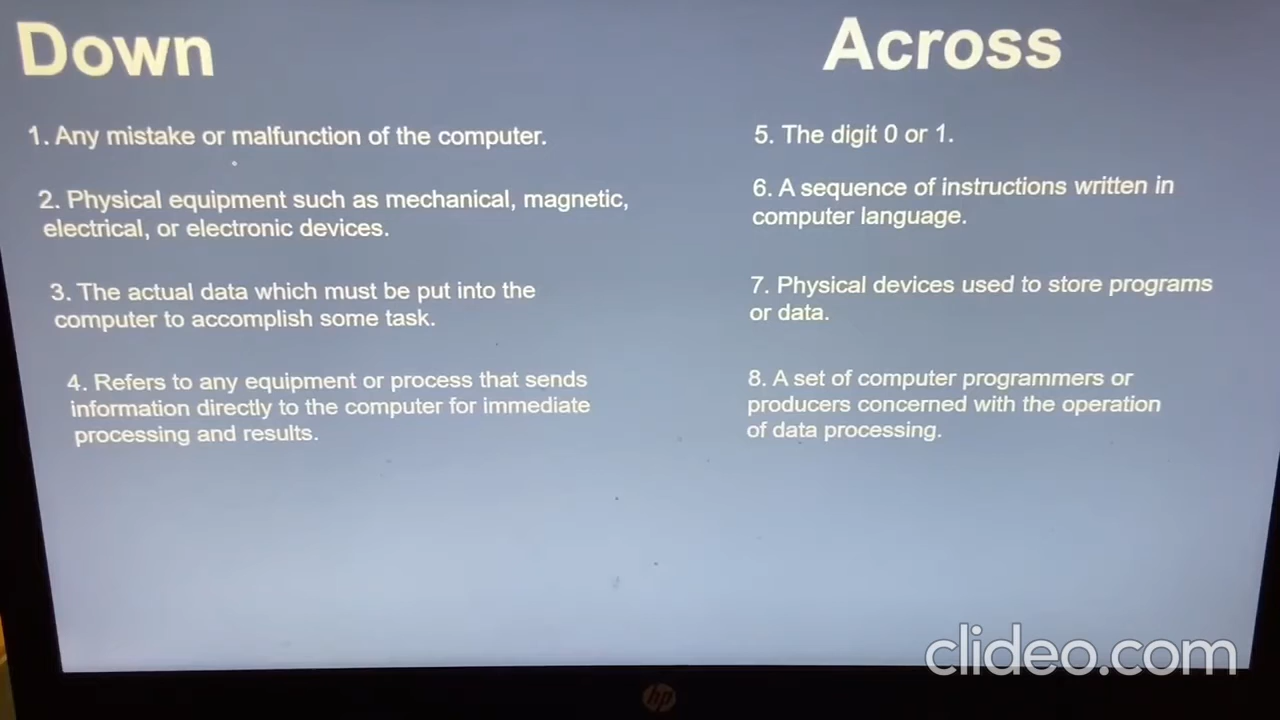 Down
1. Any mistake or malfunction of the computer.
2. Physical equipment such as mechanical, magnetic,
electrical, or electronic devices.
3. The actual data which must be put into the
computer to accomplish some task.
4. Refers to any equipment or process that sends
information directly to the computer for immediate
processing and results.
Across
5. The digit 0 or 1.
6. A sequence of instructions written in
computer language.
7. Physical devices used to store programs
or data.
8. A set of computer programmers or
producers concerned with the operation
of data processing.
clideo.com
hp